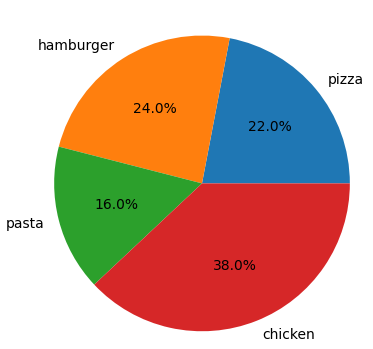 hamburger
pizza
24.0%
22.0%
16.0%
pasta
38.0%
chicken